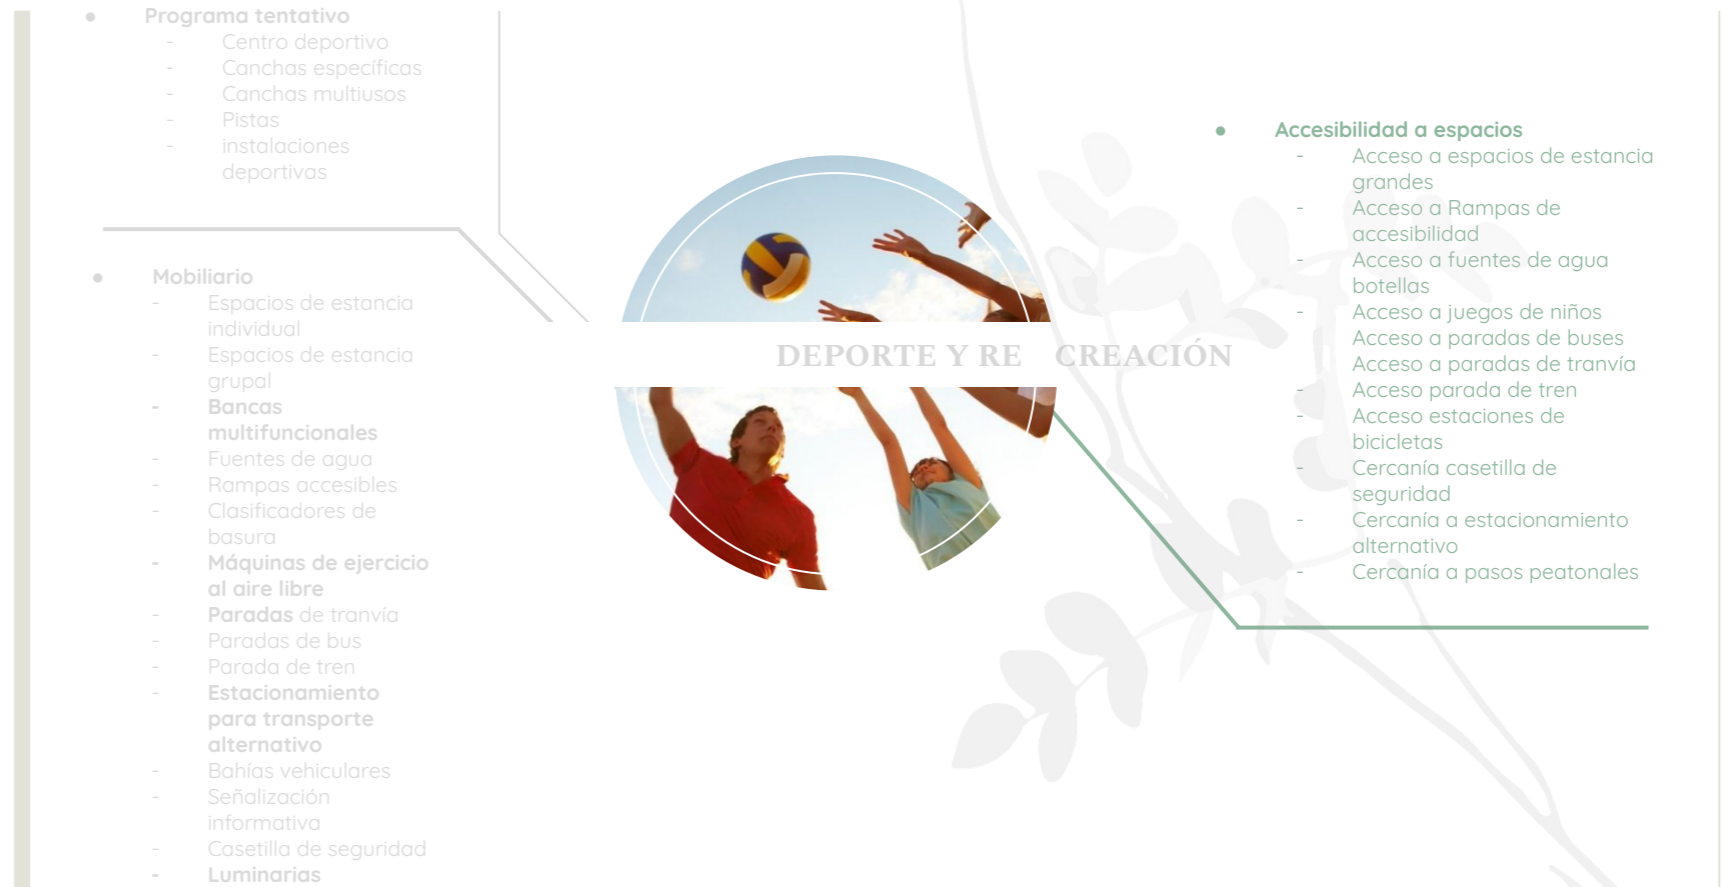 ● Programa tentativo
- Centro deportivo
- Canchas específicas
- Canchas multiusos
- Pistas
- instalaciones
deportivas
● Mobiliario
- Espacios de estancia
individual
- Espacios de estancia
grupal
- Bancas
multifuncionales
- Fuentes de agua
- Rampas accesibles
- Clasificadores de
basura
- Máquinas de ejercicio
al aire libre
- Paradas de tranvía
- Paradas de bus
- Parada de tren
- Estacionamiento
para transporte
alternativo
- Bahías vehiculares
- Señalización
informativa
- Casetilla de seguridad
- Luminarias
DEPORTE Y RE CREACIÓN
● Accesibilidad a espacios
- Acceso a espacios de estancia
grandes
- Acceso a Rampas de
accesibilidad
- Acceso a fuentes de agua
botellas
- Acceso a juegos de niños
- Acceso a paradas de buses
- Acceso a paradas de tranvía
- Acceso parada de tren
- Acceso estaciones de
bicicletas
- Cercanía casetilla de
seguridad
- Cercanía a estacionamiento
alternativo
- Cercanía a pasos peatonales